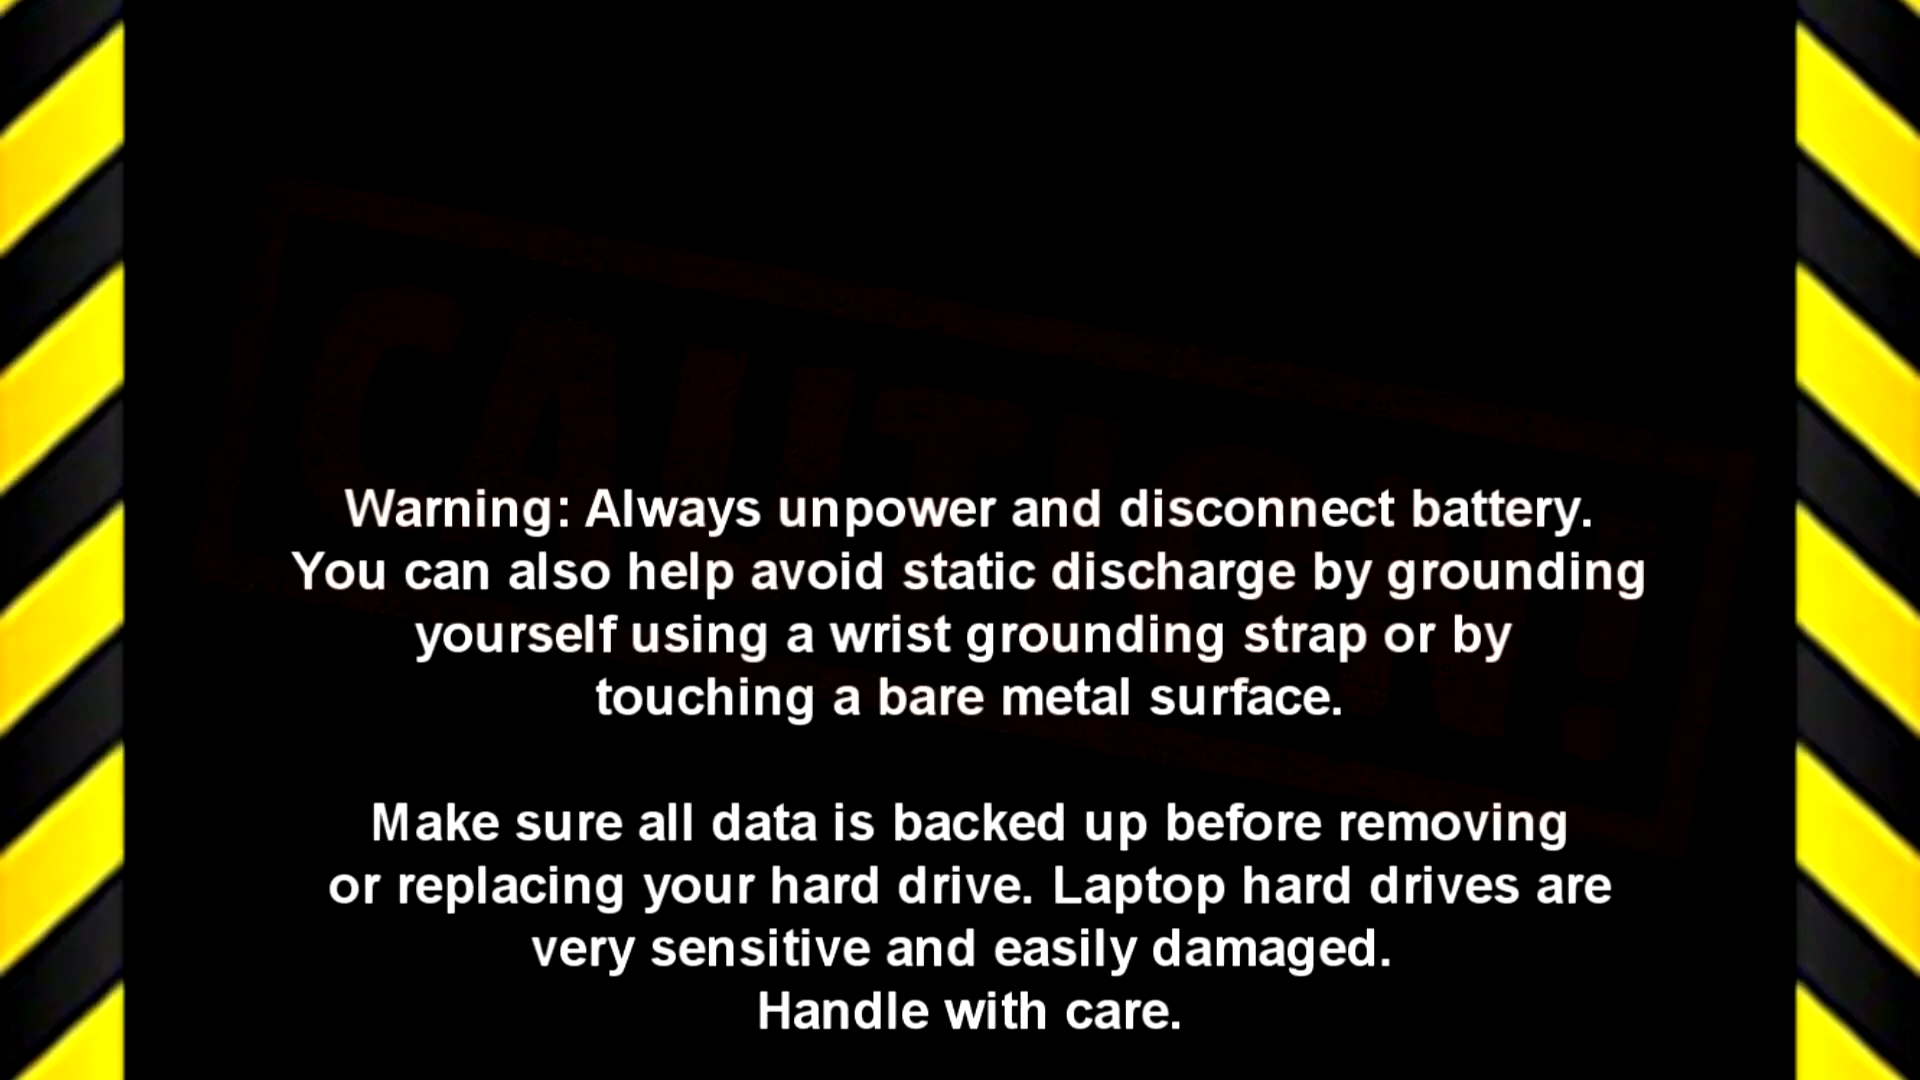 CAUTION!
Warning: Always unpower and disconnect battery.
You can also help avoid static discharge by grounding
yourself using a wrist grounding strap or by
touching a bare metal surface.
Make sure all data is backed up before removing
or replacing your hard drive. Laptop hard drives are
very sensitive and easily damaged.
Handle with care.